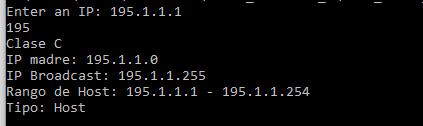 Enter an IP: 195.1.1.1
195
Clase C
IP madre: 195.1.1.0
IP Broadcast: 195.1.1.255
Rango de Host: 195.1.1.1 - 195.1.1.254
Tipo: Host